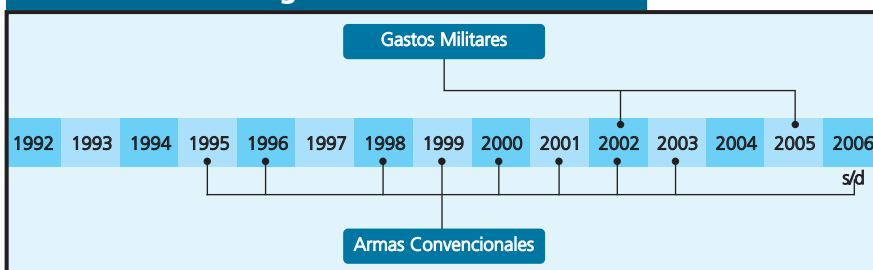 Gastos Militares
1992 1993 1994 1995 1996 1997 1998 1999 2000 2001 2002 2003 2004 2005 2006
s/d
Armas Convencionales